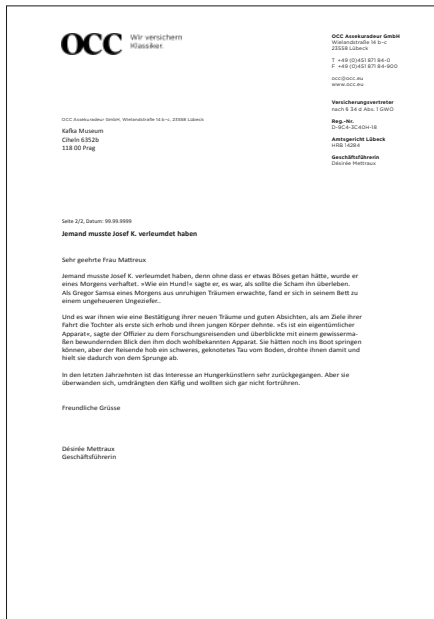 OCC
Wir versichern
Klassiker.
OCC Assekuradeur GmbH
Wielandstraße 14 b-c
23558 Lübeck
T +49 (0)451 871 84-0
F +49 (0)451 871 84-900
occ@occ.eu
www.occ.eu
Versicherungsvertreter
nach § 34 d Abs. 1 GWO
Reg.-Nr.
D-9C4-3C4OH-18
Amtsgericht Lübeck
HRB 14284
Geschäftsführerin
Désirée Mettraux
OCC Assekuradeur GmbH, Wielandstraße 14 b-c, 23558 Lübeck
Kafka Museum
Ciheln 6352b
118 00 Prag
Seite 2/2, Datum: 99.99.9999
Jemand musste Josef K. verleumdet haben
Sehr geehrte Frau Mattreux
Jemand musste Josef K. verleumdet haben, denn ohne dass er etwas Böses getan hätte, wurde er
eines Morgens verhaftet. »Wie ein Hund!« sagte er, es war, als sollte die Scham ihn überleben.
Als Gregor Samsa eines Morgens aus unruhigen Träumen erwachte, fand er sich in seinem Bett zu
einem ungeheueren Ungeziefer..
Und es war ihnen wie eine Bestätigung ihrer neuen Träume und guten Absichten, als am Ziele ihrer
Fahrt die Tochter als erste sich erhob und ihren jungen Körper dehnte. »Es ist ein eigentümlicher
Apparat«, sagte der Offizier zu dem Forschungsreisenden und überblickte mit einem gewisserma-
ßen bewundernden Blick den ihm doch wohlbekannten Apparat. Sie hätten noch ins Boot springen
können, aber der Reisende hob ein schweres, geknotetes Tau vom Boden, drohte ihnen damit und
hielt sie dadurch von dem Sprunge ab.
In den letzten Jahrzehnten ist das Interesse an Hungerkünstlern sehr zurückgegangen. Aber sie
überwanden sich, umdrängten den Käfig und wollten sich gar nicht fortrühren.
Freundliche Grüsse
Désirée Mettraux
Geschäftsführerin